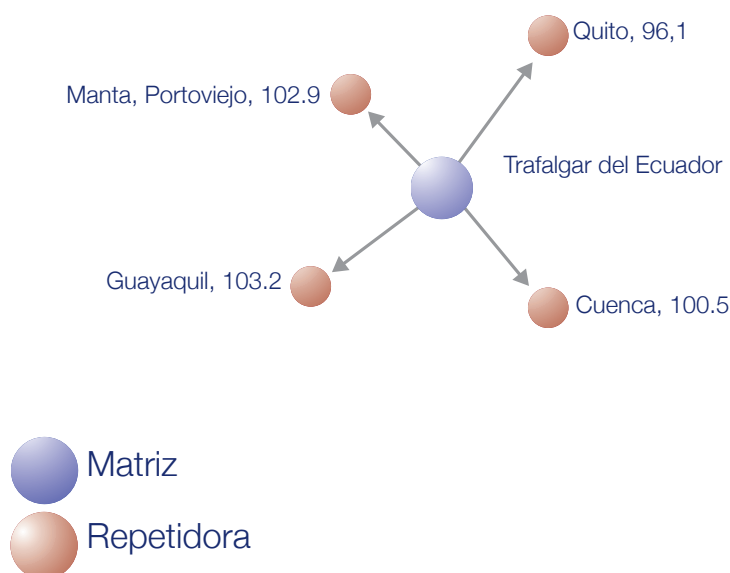 Quito, 96,1
Manta, Portoviejo, 102.9
Trafalgar del Ecuador
Guayaquil, 103.2
Cuenca, 100.5
Matriz
Repetidora